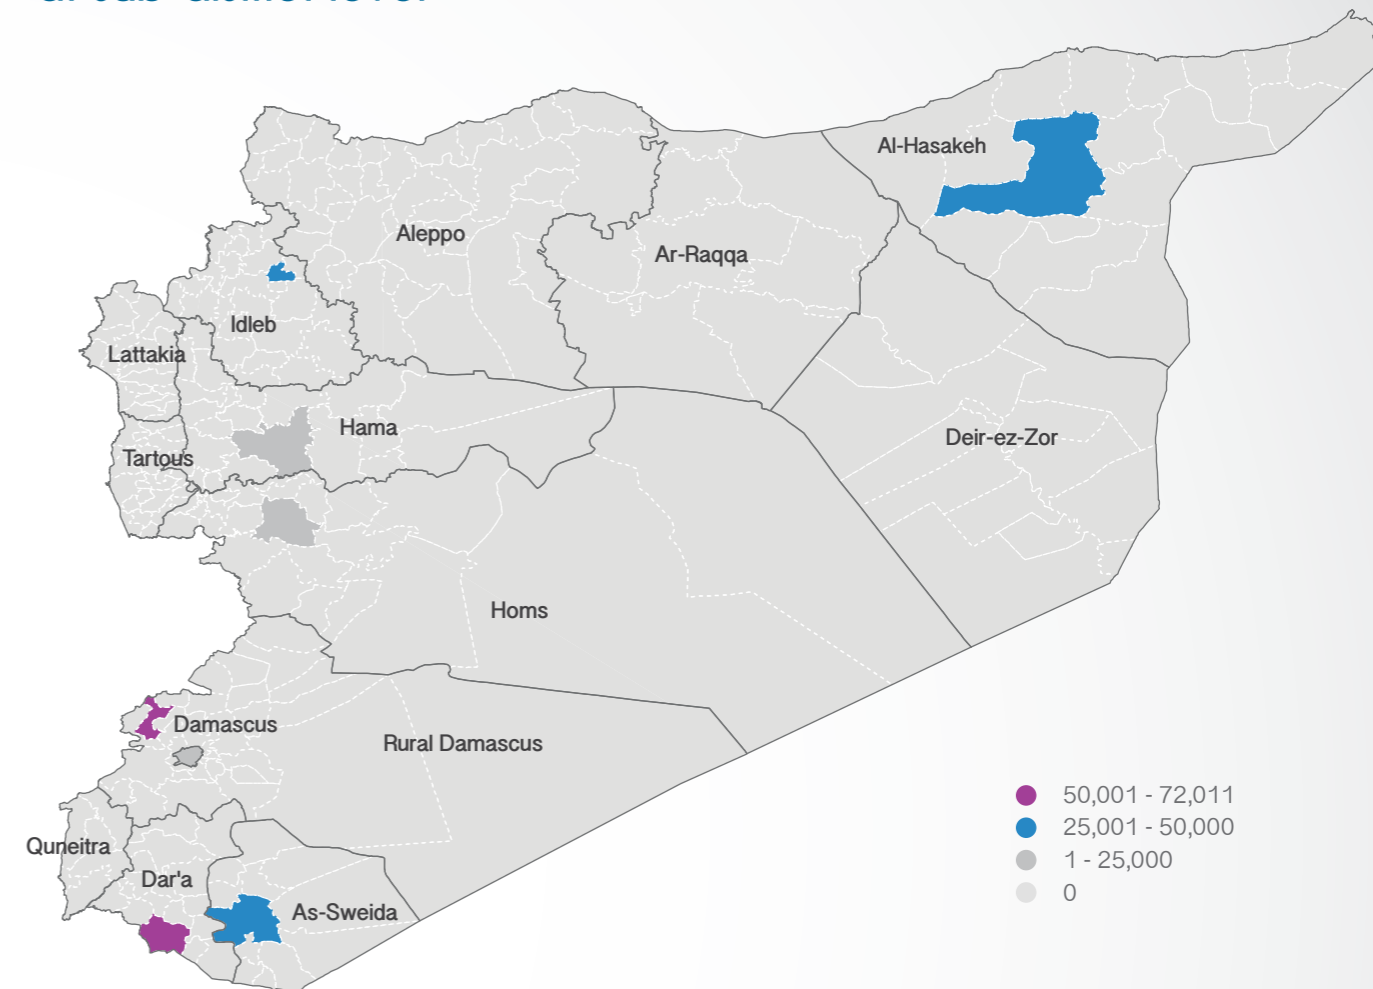 Al-Hasakeh
Aleppo
Ar-Raqqa
Idleb
Lattakia
Hama
Deir-ez-Zor
Tartous
Homs
Damascus
Rural Damascus
Quneitra
Dar'a
As-Sweida
50,001 - 72,011
25,001 - 50,000
1 - 25,000
0